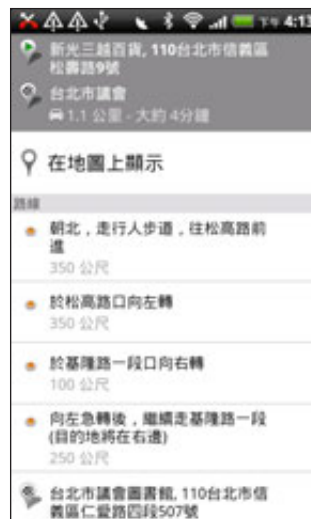 下午 4:13
新光三越百貨, 110台北市信義區
松壽路9號
台北市議會
1.1 公里 - 大約 4分鐘
在地圖上顯示
路線
朝北，走行人步道，往松高路前
進
350 公尺
於松高路口向左轉
350 公尺
於基隆路一段口向右轉
100 公尺
向左急轉後，繼續走基隆路一段
(目的地將在右邊)
250 公尺
台北市議會圖書館, 110台北市信
義區仁愛路四段507號